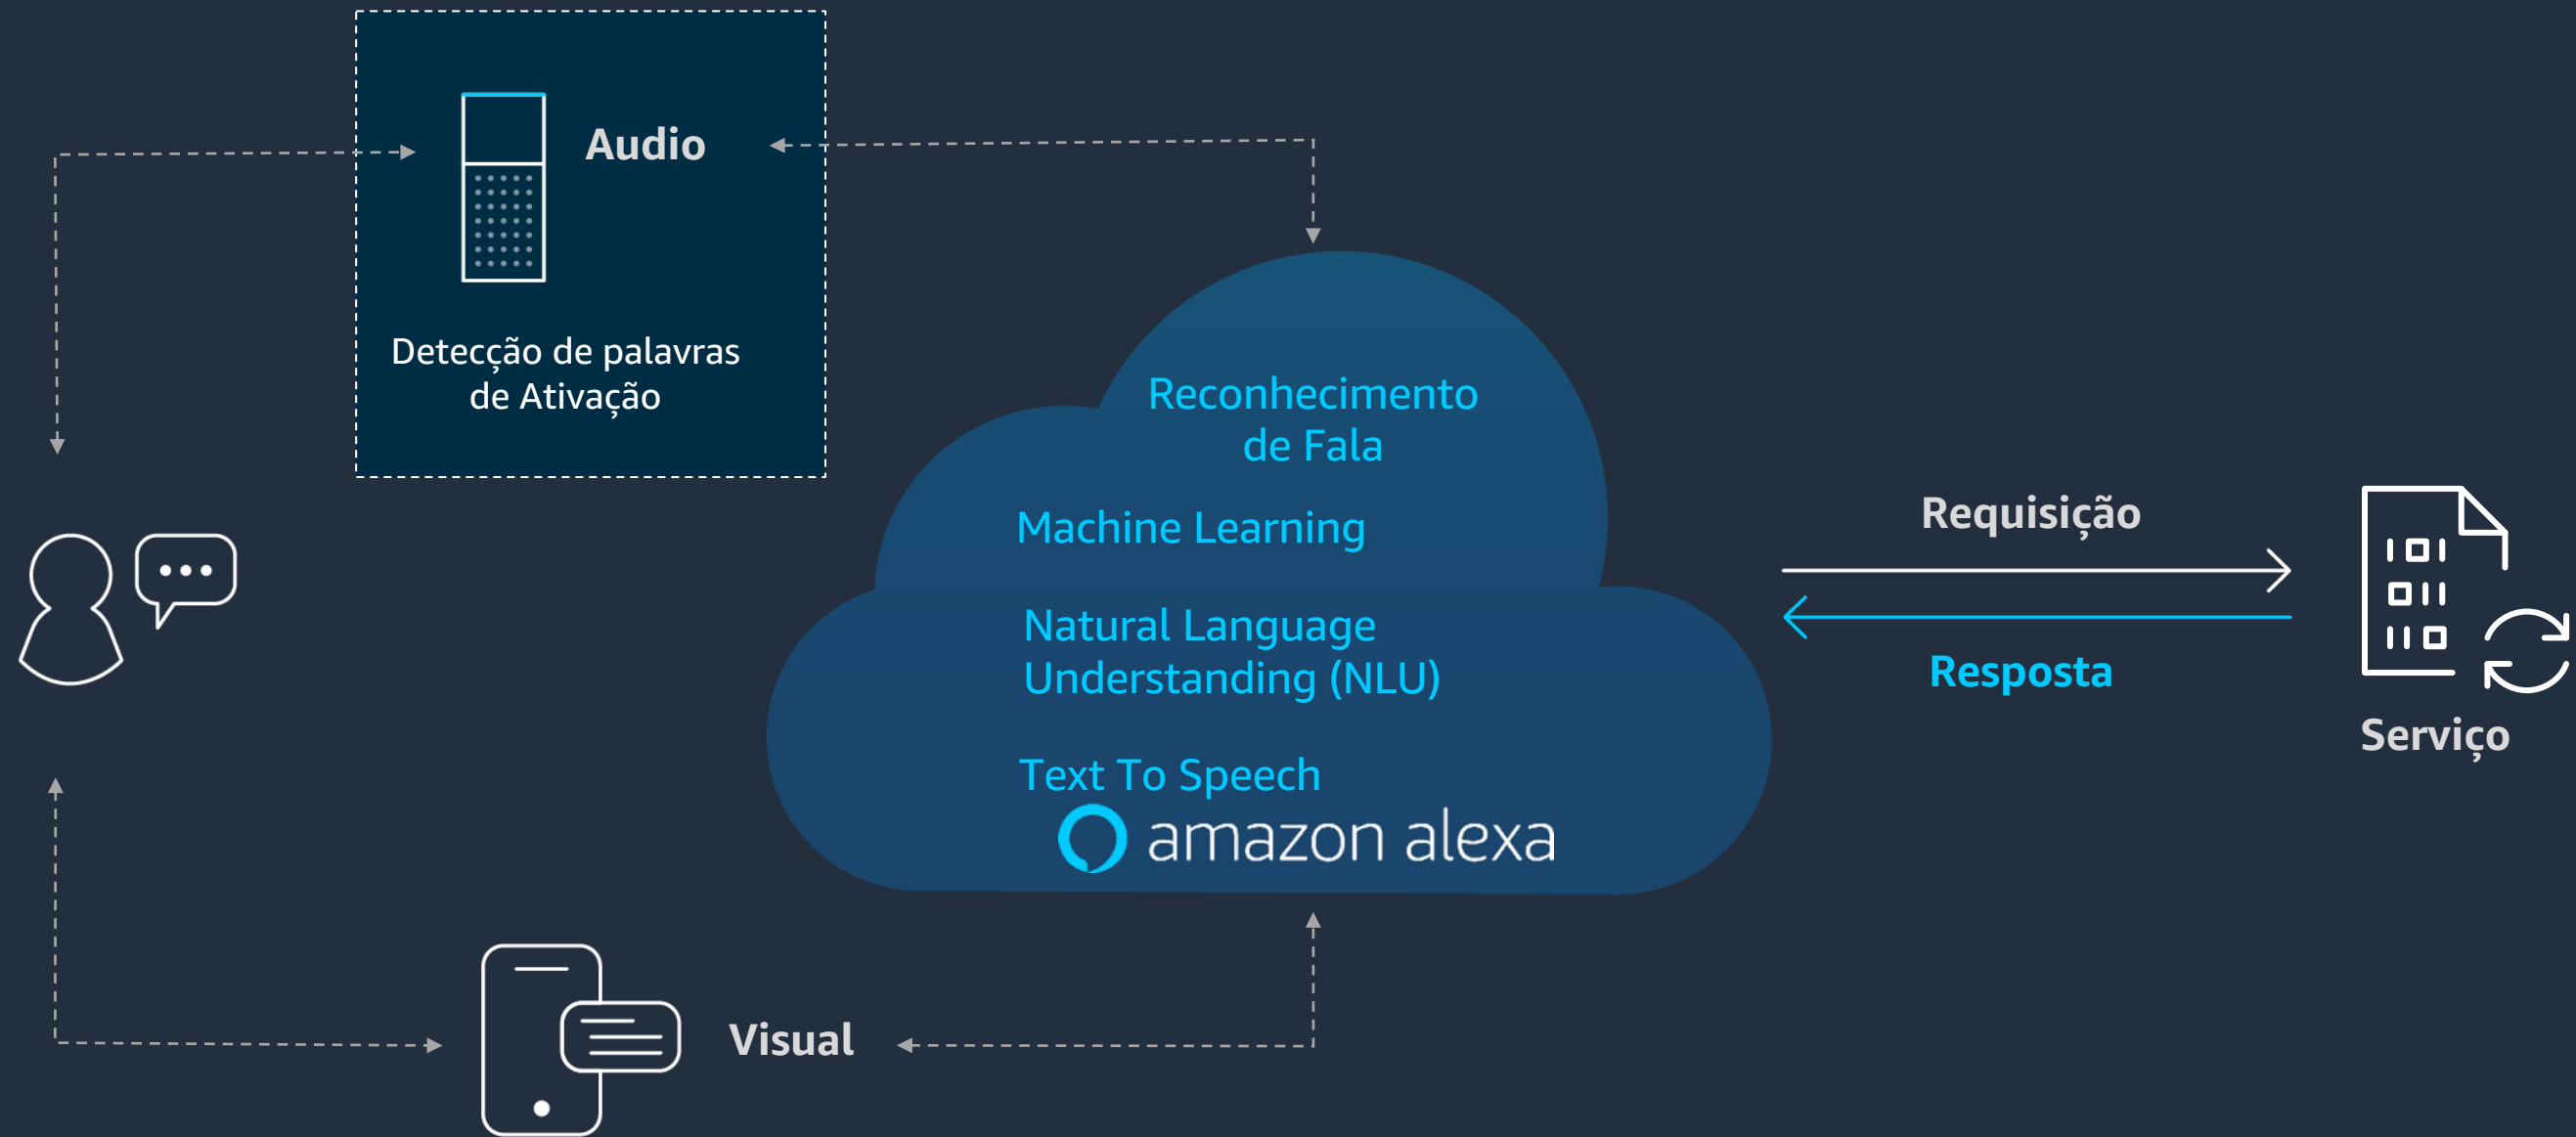 Audio
Detecção de palavras
de Ativação
Reconhecimento
de Fala
Machine Learning
Natural Language
Understanding (NLU)
Text To Speech
amazon alexa
Requisição
Resposta
Serviço
Visual